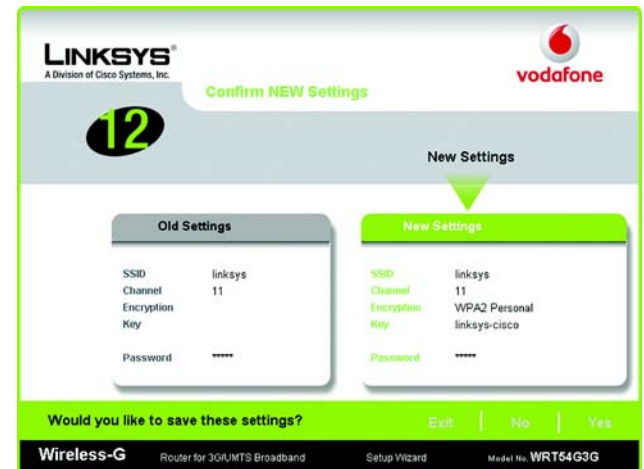 LINKSYS®
A Division of Cisco Systems, Inc.
vodafone
Confirm NEW Settings
12
New Settings
Old Settings
SSID linksys
Channel 11
Encryption
Key
Password *****
New Settings
SSID linksys
Channel 11
Encryption WPA2 Personal
Key linksys-cisco
Password *****
Would you like to save these settings?
Exit | No | Yes
Wireless-G Router for 3G/UMTS Broadband Setup Wizard Model No. WRT54G3G